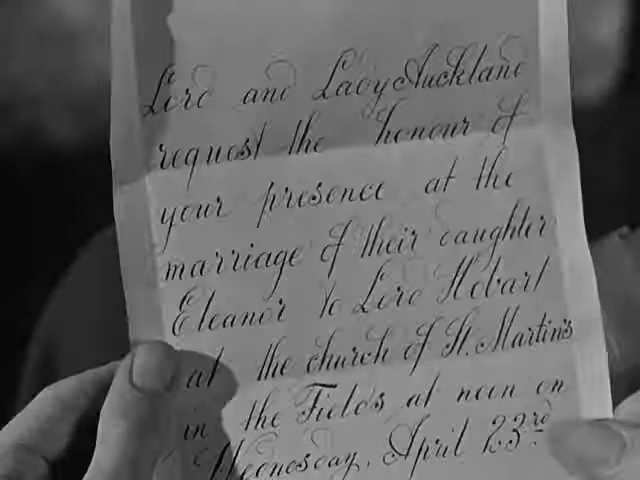 Lord and Lady Auckland
request the honour of
your presence at the
marriage of their daughter
Eleanor to Lord Hobart
at the church of St. Martin's
in the Fields at noon on
Wednesday, April 23rd